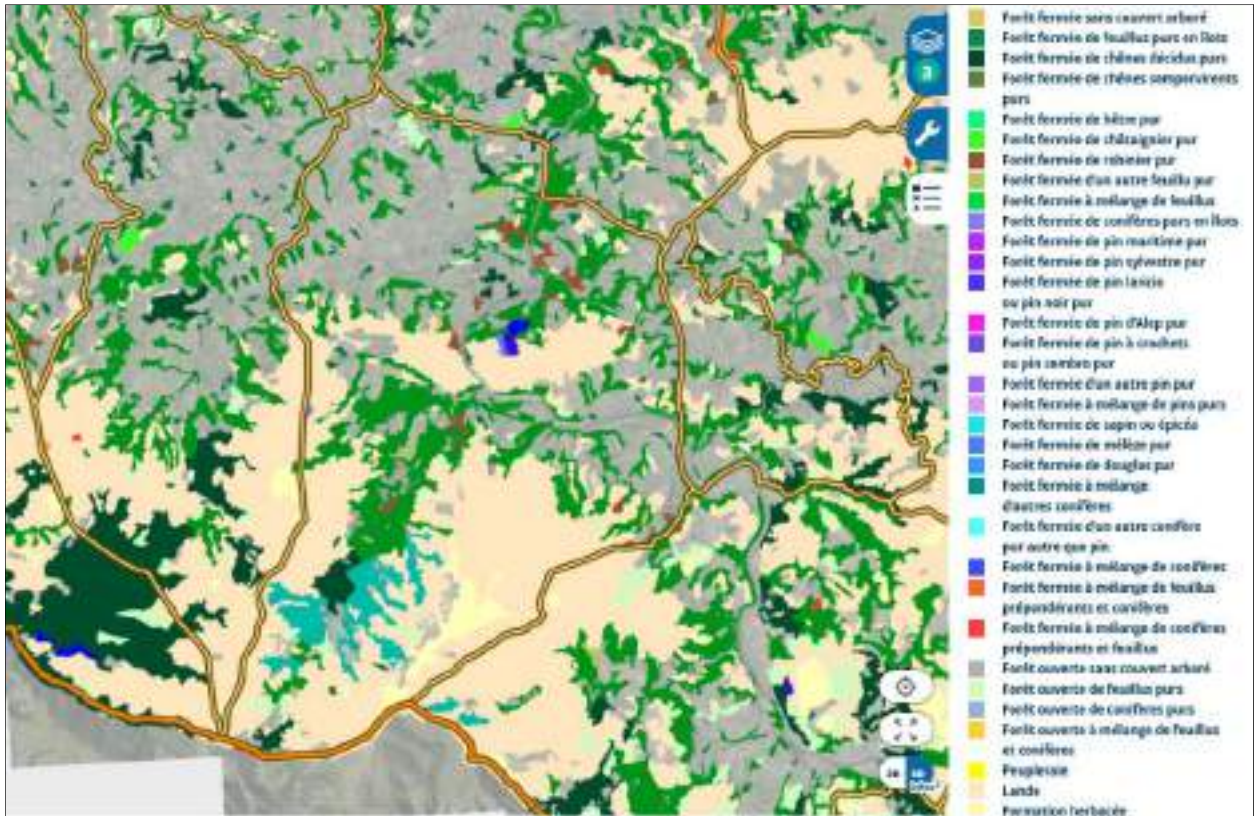 3
Forêt fermée sans couvert arboré
Forêt fermée de feuillus purs en îlots
Forêt fermée de chênes décidus purs
Forêt fermée de chênes sempervirents
purs
Forêt fermée de hêtre pur
Forêt fermée de châtaignier pur
Forêt fermée de robinier pur
Forêt fermée d'un autre feuillu pur
Forêt fermée à mélange de feuillus
Forêt fermée de conifères purs en îlots
Forêt fermée de pin maritime pur
Forêt fermée de pin sylvestre pur
Forêt fermée de pin laricio
ou pin noir pur
Forêt fermée de pin d'Alep pur
Forêt fermée de pin à crochets
ou pin cembro pur
Forêt fermée d'un autre pin pur
Forêt fermée à mélange de pins purs
Forêt fermée de sapin ou épicéa
Forêt fermée de mélèze pur
Forêt fermée de douglas pur
Forêt fermée à mélange
d'autres conifères
Forêt fermée d'un autre conifère
pur autre que pin
Forêt fermée à mélange de conifères
Forêt fermée à mélange de feuillus
prépondérants et conifères
Forêt fermée à mélange de conifères
prépondérants et feuillus
Forêt ouverte sans couvert arboré
Forêt ouverte de feuillus purs
Forêt ouverte de conifères purs
Forêt ouverte à mélange de feuillus
et conifères
Peupleraie
Lande
Formation herbacée